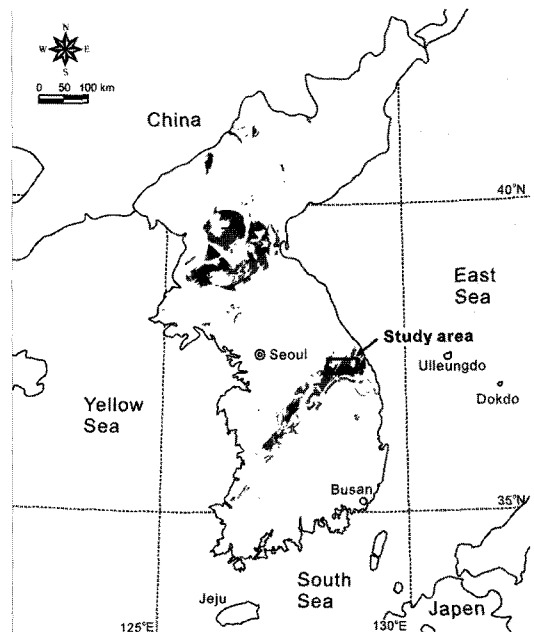 N
W E
S
0 50 100 km
China
40°N
East
Sea
Study area
Seoul
Ulleungdo
Dokdo
Yellow
Sea
Busan
35°N
South
Sea
Jeju
Japen
125°E
130°E